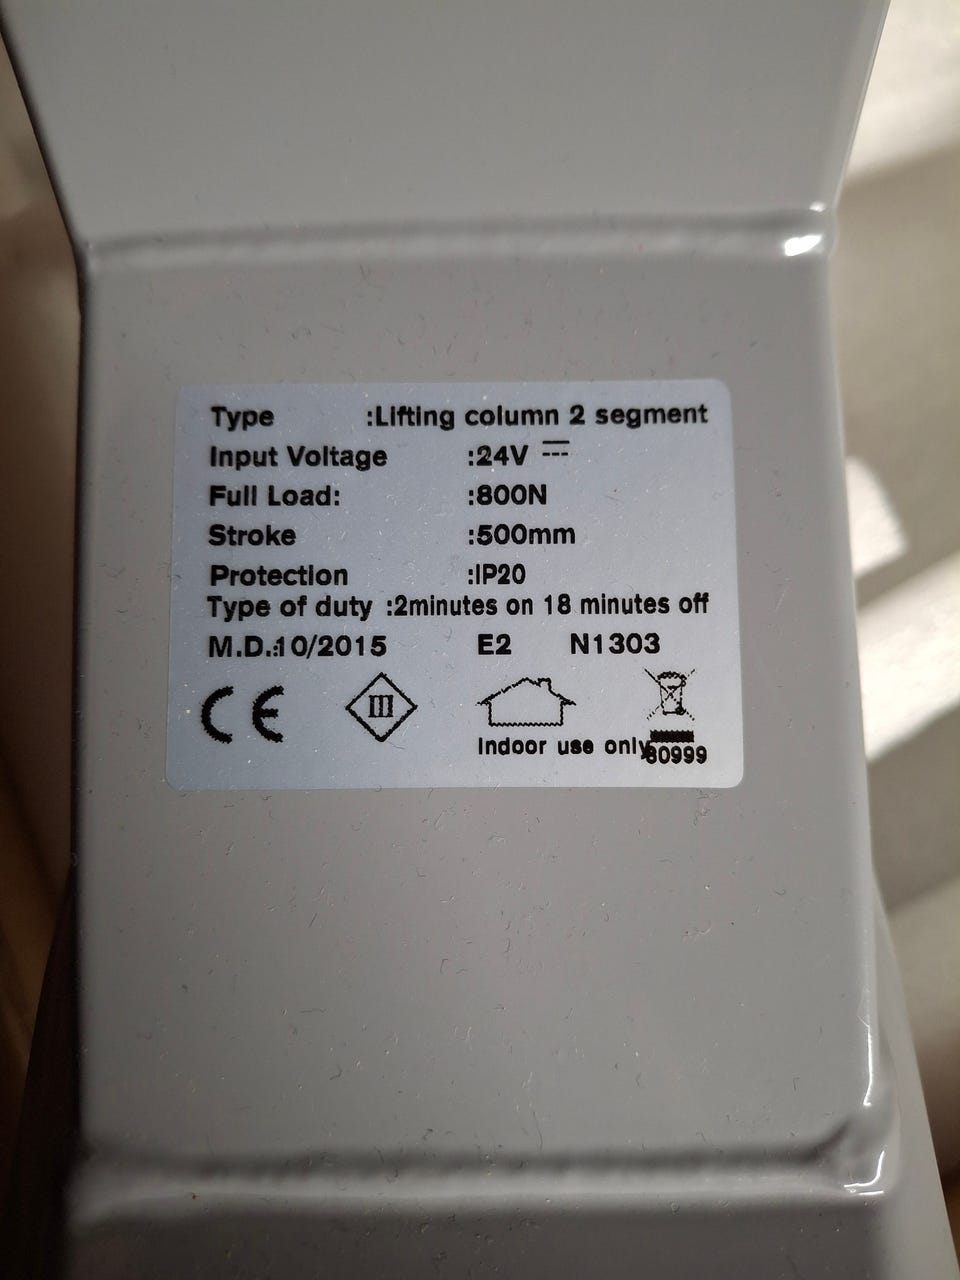 Type :Lifting column 2 segment
Input Voltage :24V ⎓
Full Load: :800N
Stroke :500mm
Protection :IP20
Type of duty :2minutes on 18 minutes off
M.D.:10/2015 E2 N1303
CE III
Indoor use only 80999